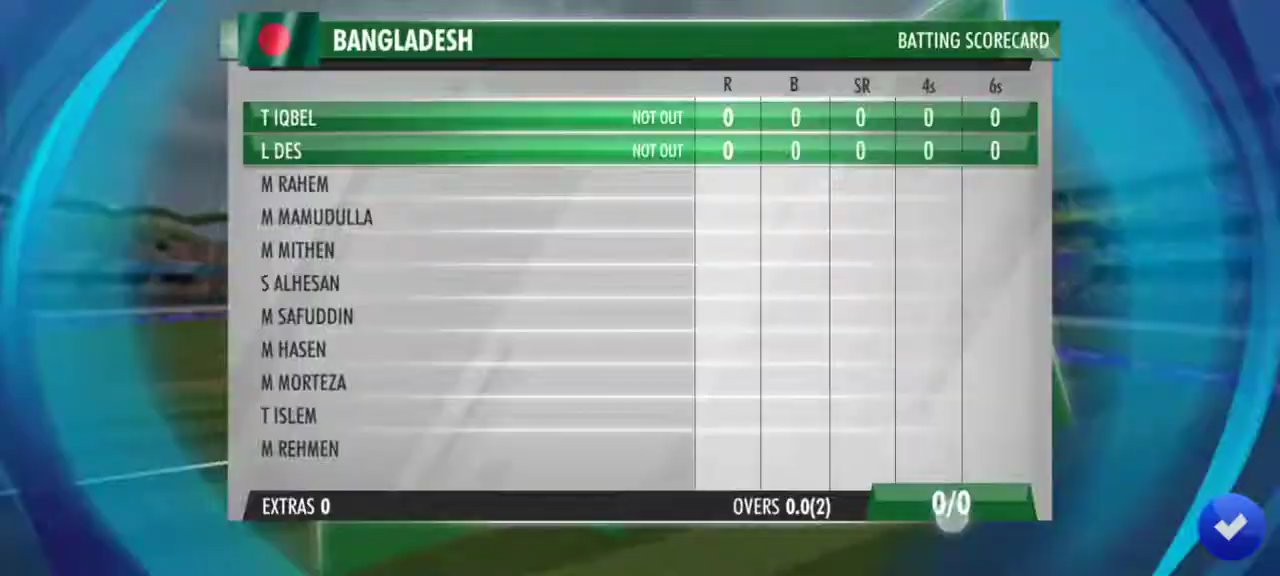 BANGLADESH BATTING SCORECARD
R B SR 4s 6s
T IQBEL NOT OUT 0 0 0 0 0
L DES NOT OUT 0 0 0 0 0
M RAHEM
M MAMUDULLA
M MITHEN
S ALHESAN
M SAFUDDIN
M HASEN
M MORTEZA
T ISLEM
M REHMEN
EXTRAS 0 OVERS 0.0(2) 0/0